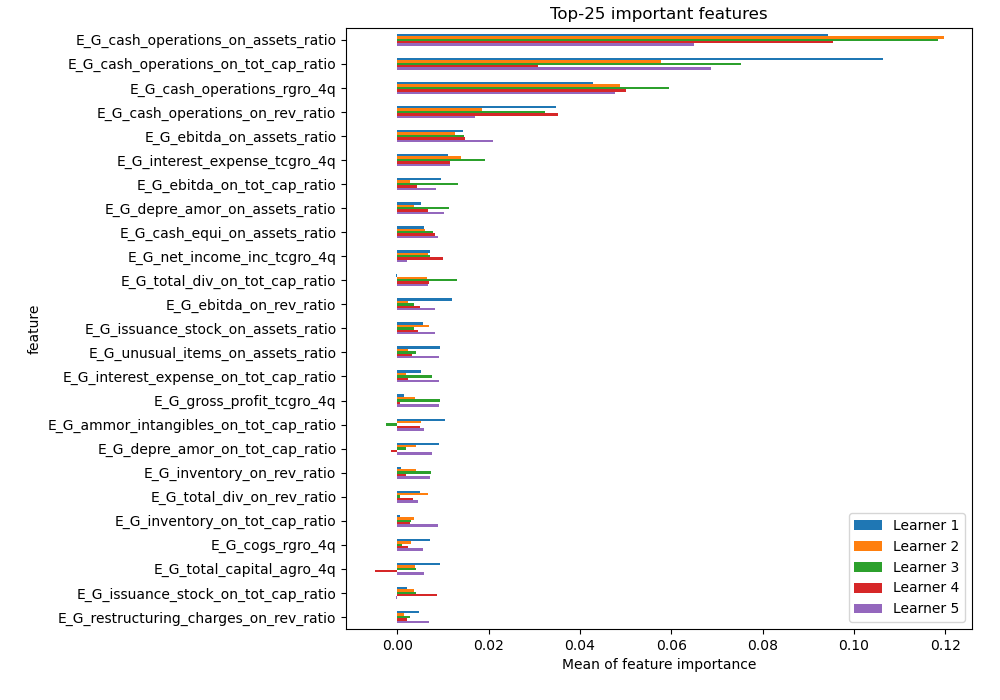 Top-25 important features
E_G_cash_operations_on_assets_ratio
E_G_cash_operations_on_tot_cap_ratio
E_G_cash_operations_rgro_4q
E_G_cash_operations_on_rev_ratio
E_G_ebitda_on_assets_ratio
E_G_interest_expense_tcgro_4q
E_G_ebitda_on_tot_cap_ratio
E_G_depre_amor_on_assets_ratio
E_G_cash_equi_on_assets_ratio
E_G_net_income_inc_tcgro_4q
E_G_total_div_on_tot_cap_ratio
E_G_ebitda_on_rev_ratio
E_G_issuance_stock_on_assets_ratio
E_G_unusual_items_on_assets_ratio
E_G_interest_expense_on_tot_cap_ratio
E_G_gross_profit_tcgro_4q
E_G_ammor_intangibles_on_tot_cap_ratio
E_G_depre_amor_on_tot_cap_ratio
E_G_inventory_on_rev_ratio
E_G_total_div_on_rev_ratio
E_G_inventory_on_tot_cap_ratio
E_G_cogs_rgro_4q
E_G_total_capital_agro_4q
E_G_issuance_stock_on_tot_cap_ratio
E_G_restructuring_charges_on_rev_ratio
feature
Learner 1
Learner 2
Learner 3
Learner 4
Learner 5
0.00 0.02 0.04 0.06 0.08 0.10 0.12
Mean of feature importance